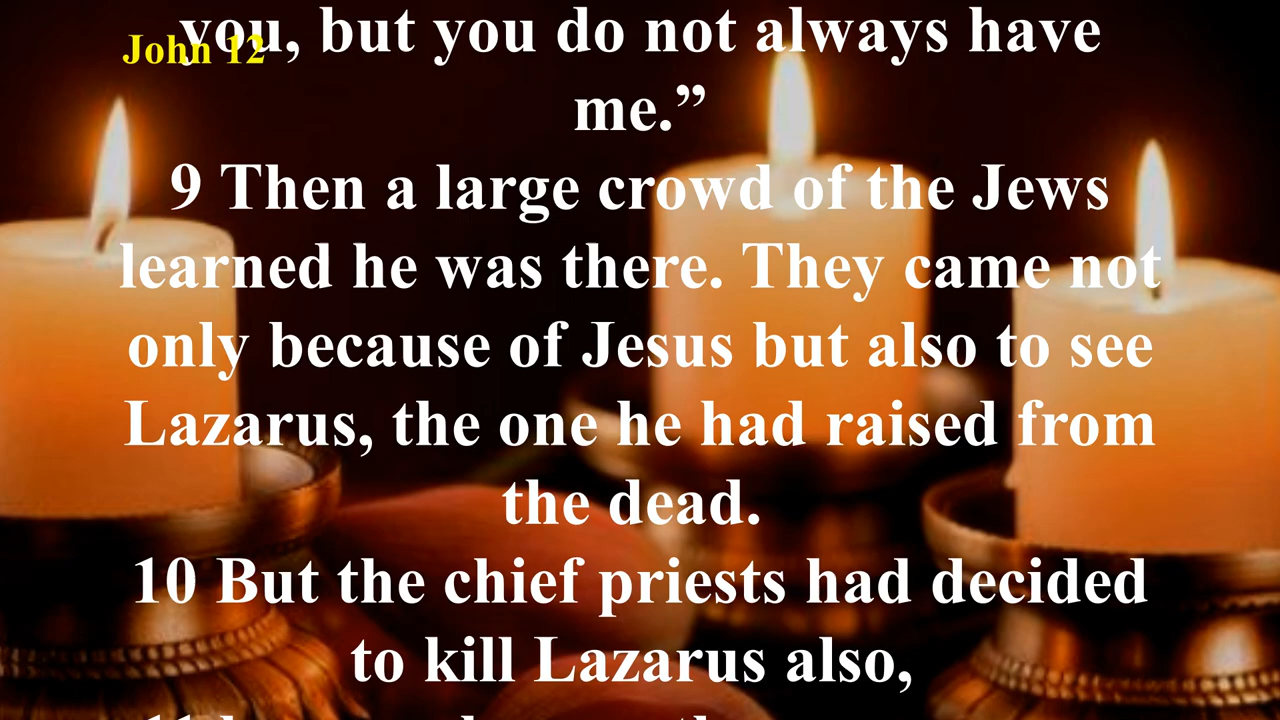 John 12
you, but you do not always have
me.”
9 Then a large crowd of the Jews
learned he was there. They came not
only because of Jesus but also to see
Lazarus, the one he had raised from
the dead.
10 But the chief priests had decided
to kill Lazarus also,